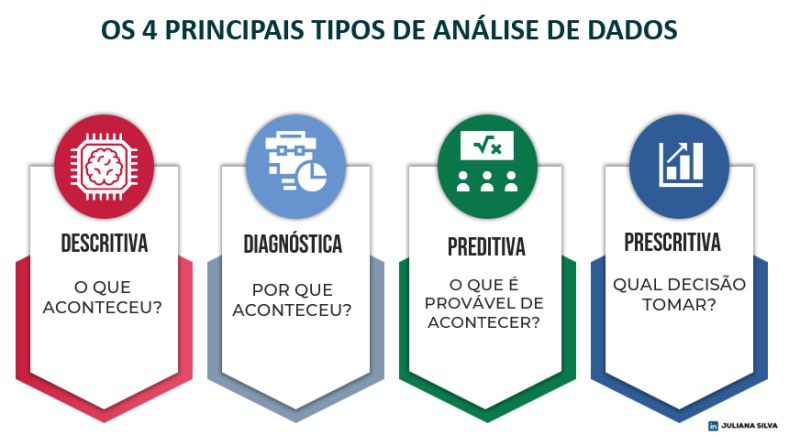 OS 4 PRINCIPAIS TIPOS DE ANÁLISE DE DADOS
DESCRITIVA
O QUE
ACONTECEU?
DIAGNÓSTICA
POR QUE
ACONTECEU?
PREDITIVA
O QUE É
PROVÁVEL DE
ACONTECER?
PRESCRITIVA
QUAL DECISÃO
TOMAR?
in JULIANA SILVA